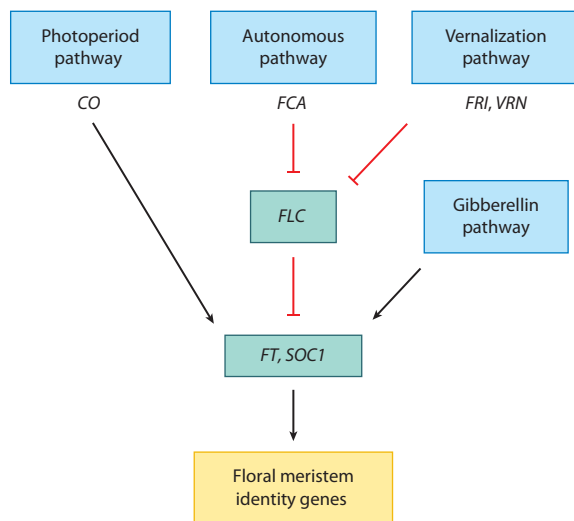 Photoperiod
pathway
Autonomous
pathway
Vernalization
pathway
CO
FCA
FRI, VRN
FLC
Gibberellin
pathway
FT, SOC1
Floral meristem
identity genes